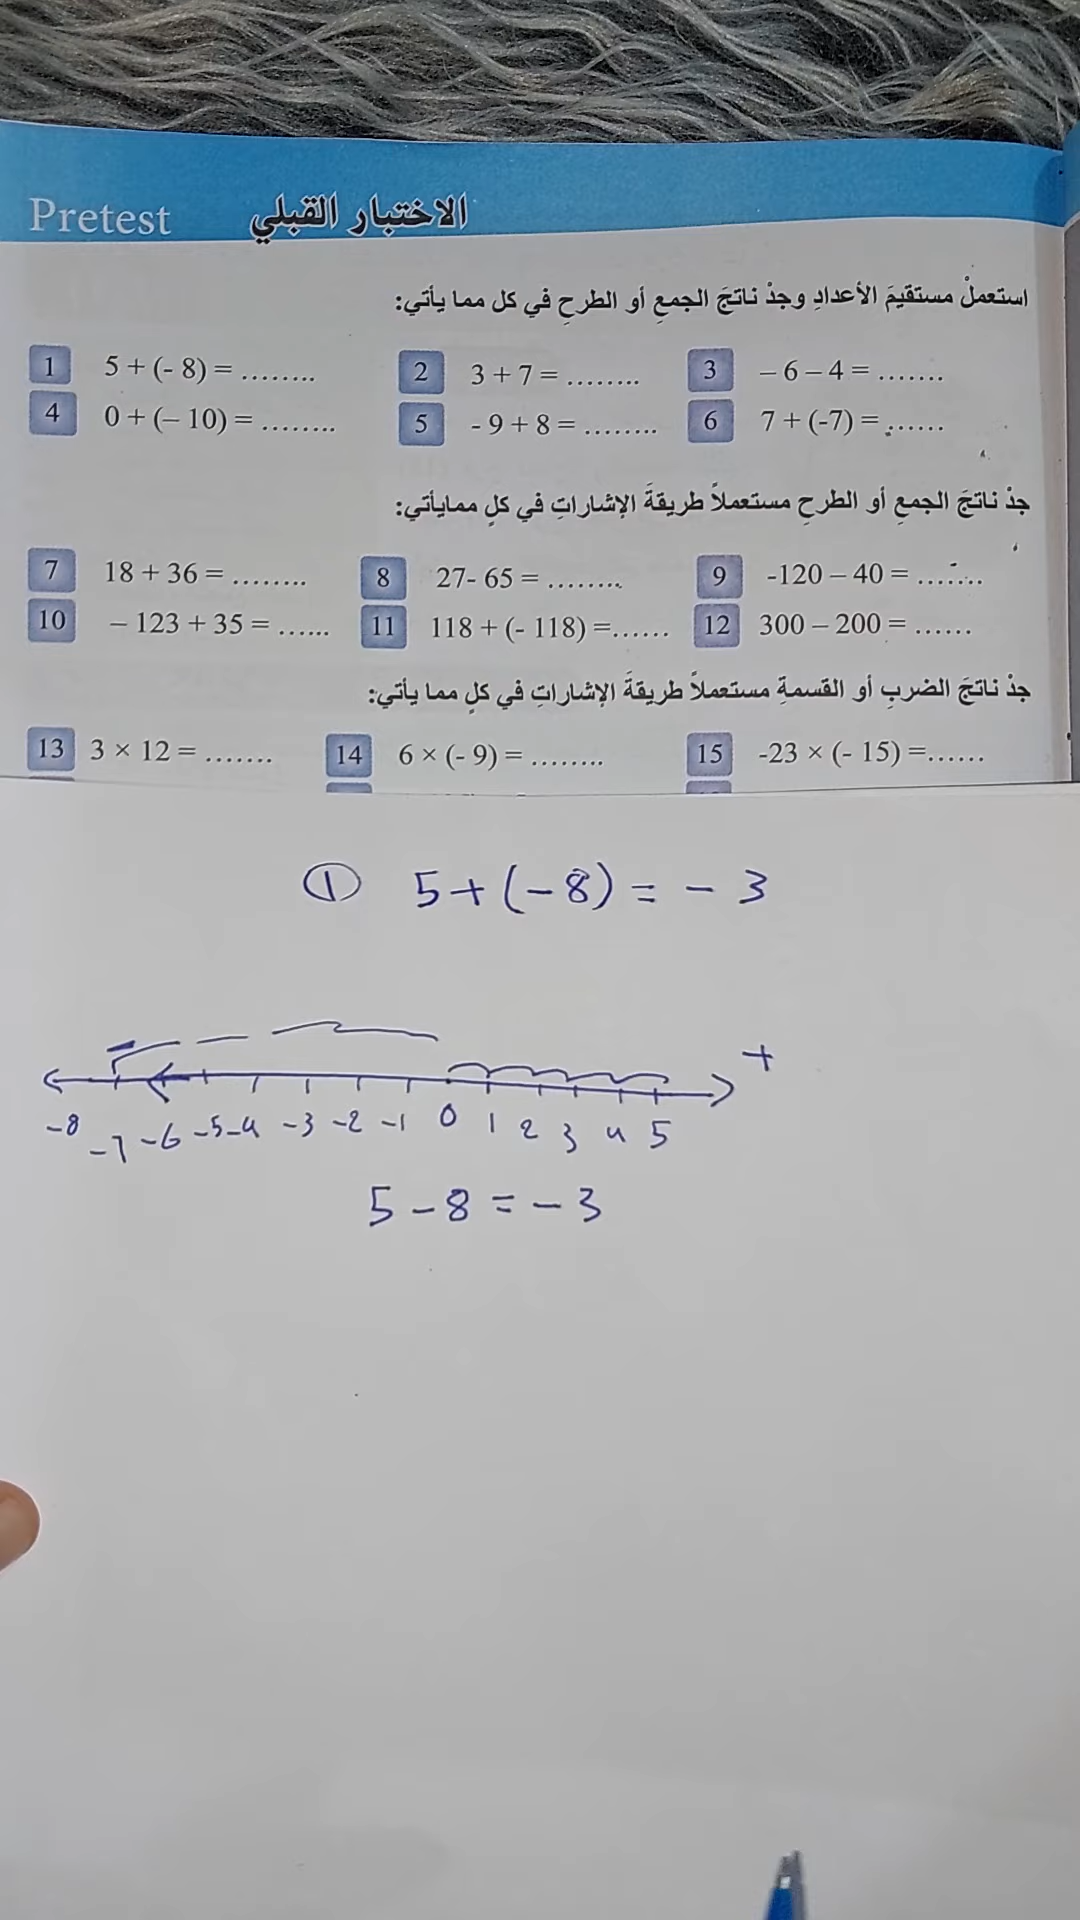 Pretest الاختبار القبلي
استعملْ مستقيمَ الأعدادِ وجدْ ناتجَ الجمعِ أو الطرحِ في كل مما يأتي:
1 5 + (- 8) = ........ 2 3 + 7 = ........ 3 – 6 – 4 = .......
4 0 + (– 10) = ........ 5 - 9 + 8 = ........ 6 7 + (-7) = ......
جدْ ناتجَ الجمعِ أو الطرحِ مستعملاً طريقةَ الإشاراتِ في كلٍ ممايأتي:
7 18 + 36 = ........ 8 27- 65 = ........ 9 -120 – 40 = .......
10 – 123 + 35 = ...... 11 118 + (- 118) =...... 12 300 – 200 = ......
جدْ ناتجَ الضربِ أو القسمةِ مستعملاً طريقةَ الإشاراتِ في كلٍ مما يأتي:
13 3 × 12 = ....... 14 6 × (- 9) = ........ 15 -23 × (- 15) =......
① 5 + (-8) = - 3
+
-8 -7 -6 -5 -4 -3 -2 -1 0 1 2 3 4 5
5 - 8 = - 3